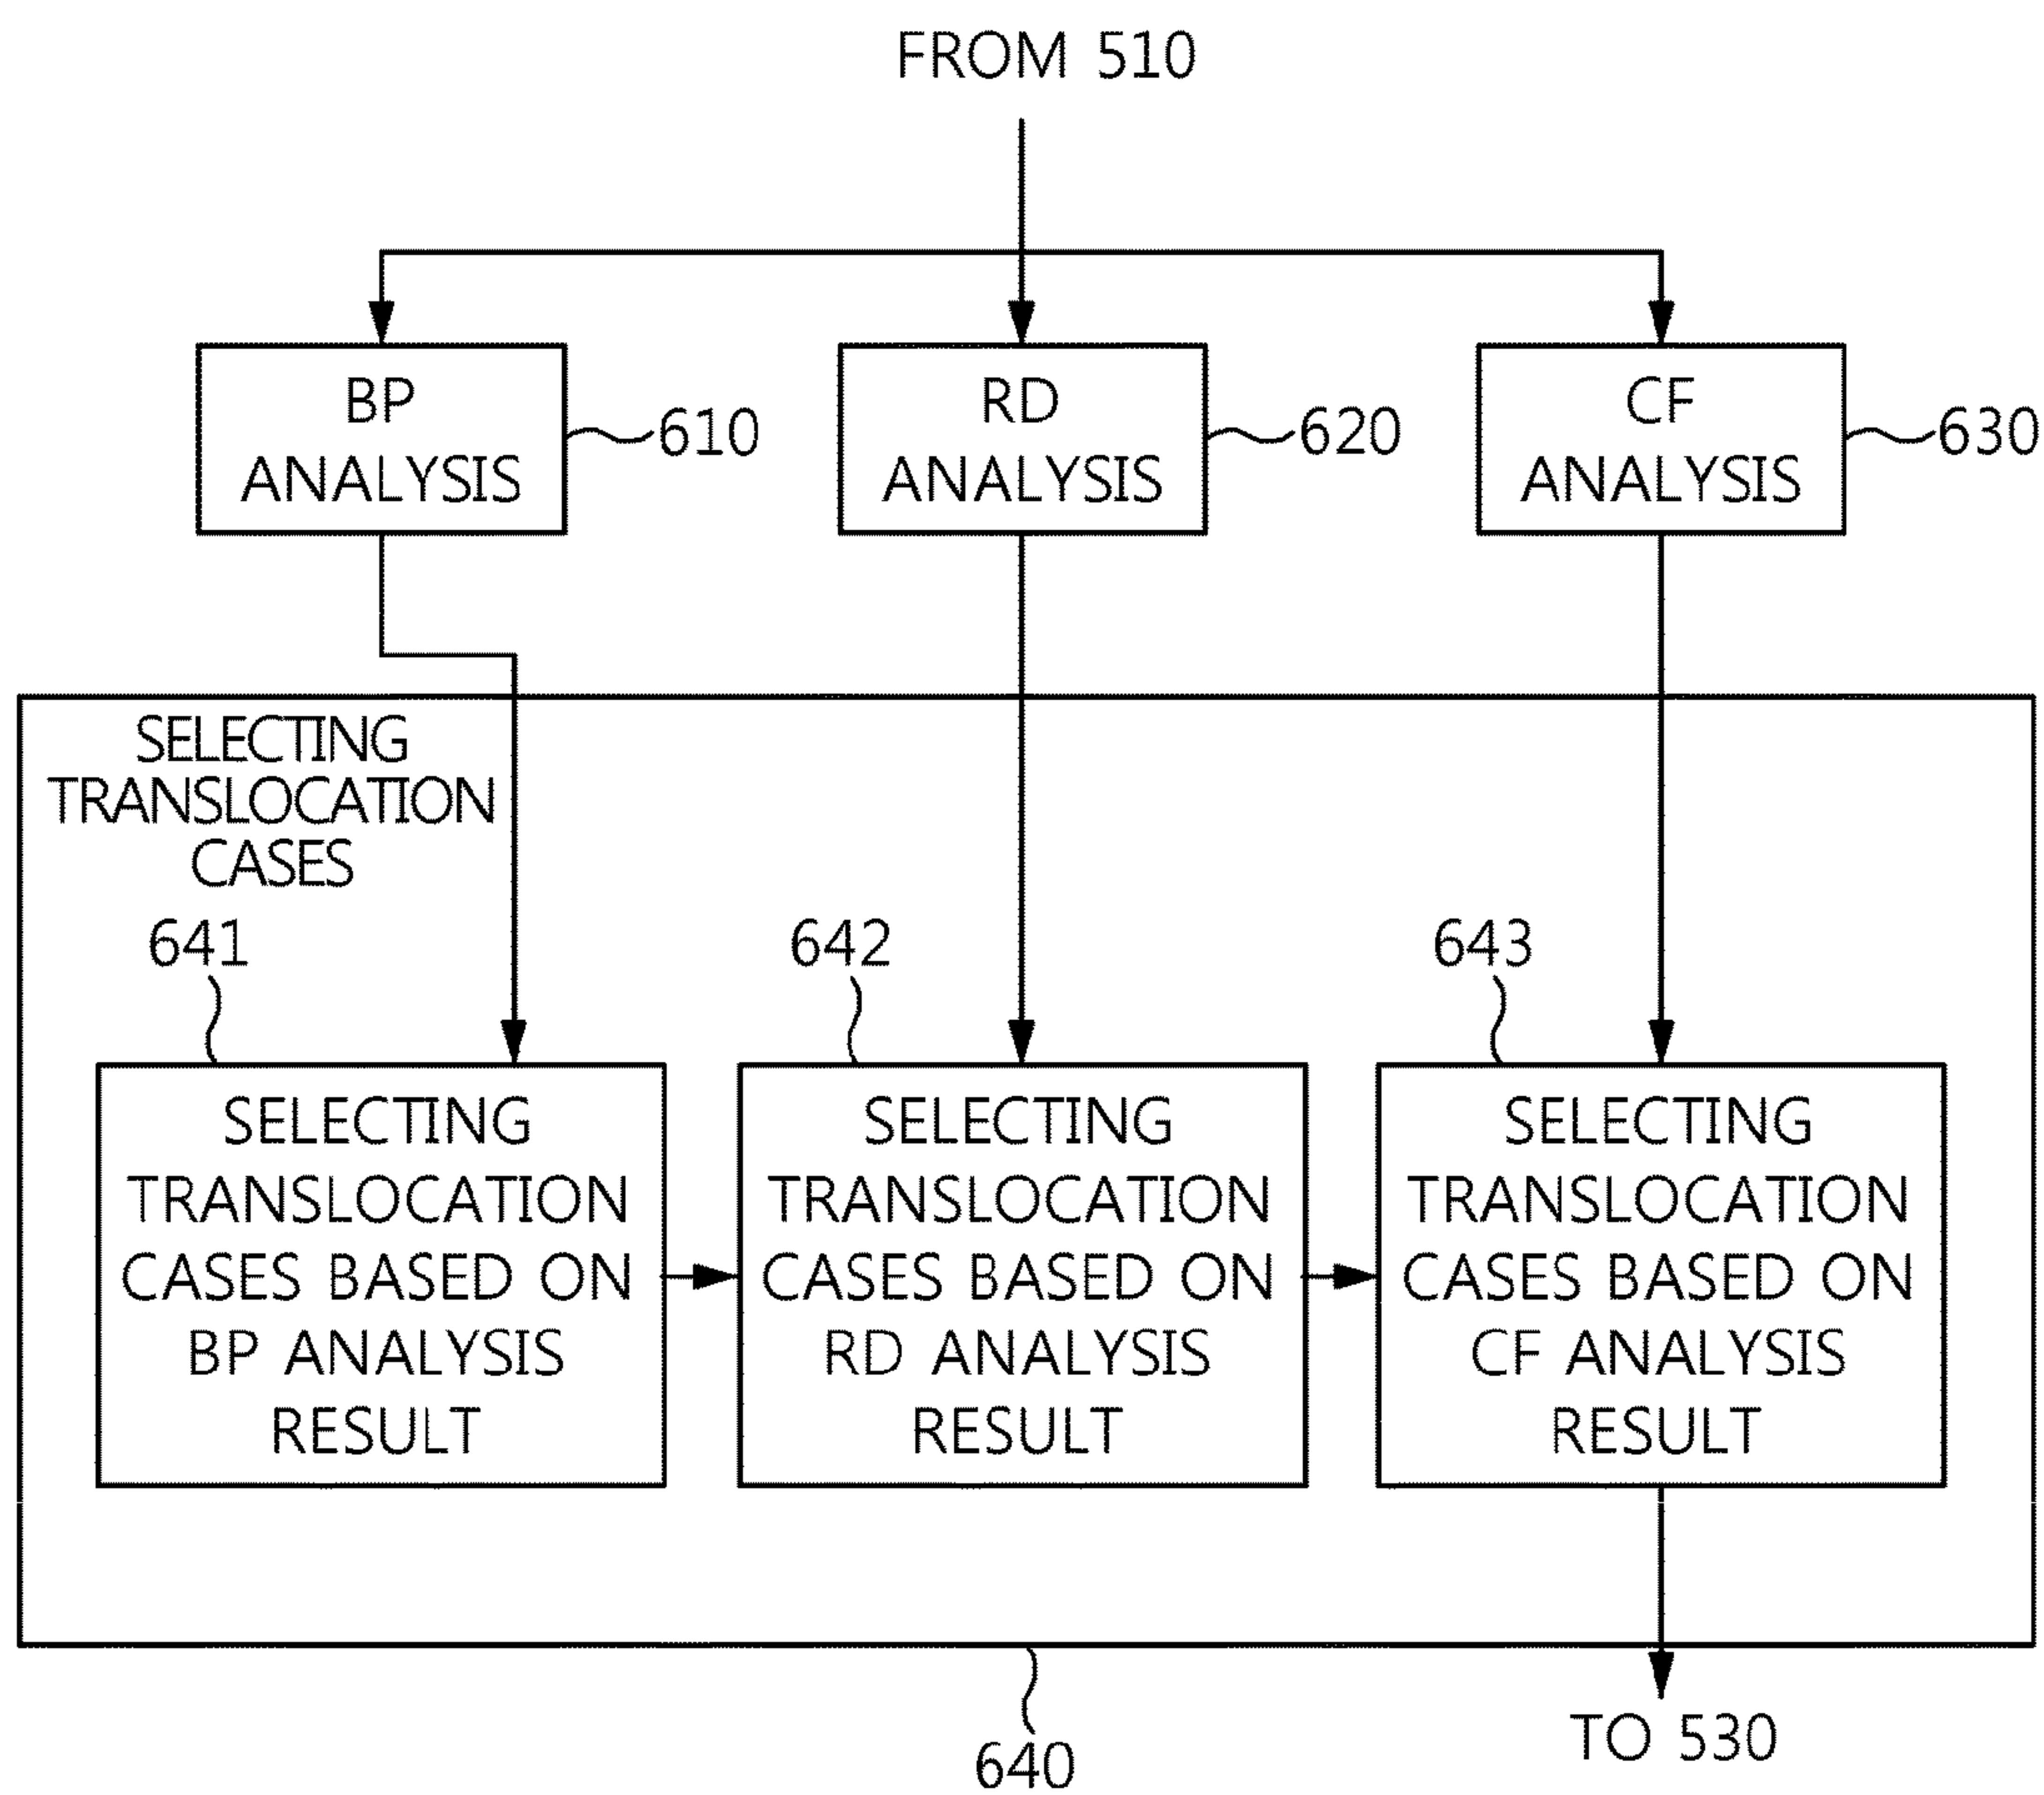 FROM 510
BP
ANALYSIS
610
RD
ANALYSIS
620
CF
ANALYSIS
630
SELECTING
TRANSLOCATION
CASES
641
642
643
SELECTING
TRANSLOCATION
CASES BASED ON
BP ANALYSIS
RESULT
SELECTING
TRANSLOCATION
CASES BASED ON
RD ANALYSIS
RESULT
SELECTING
TRANSLOCATION
CASES BASED ON
CF ANALYSIS
RESULT
640
TO 530